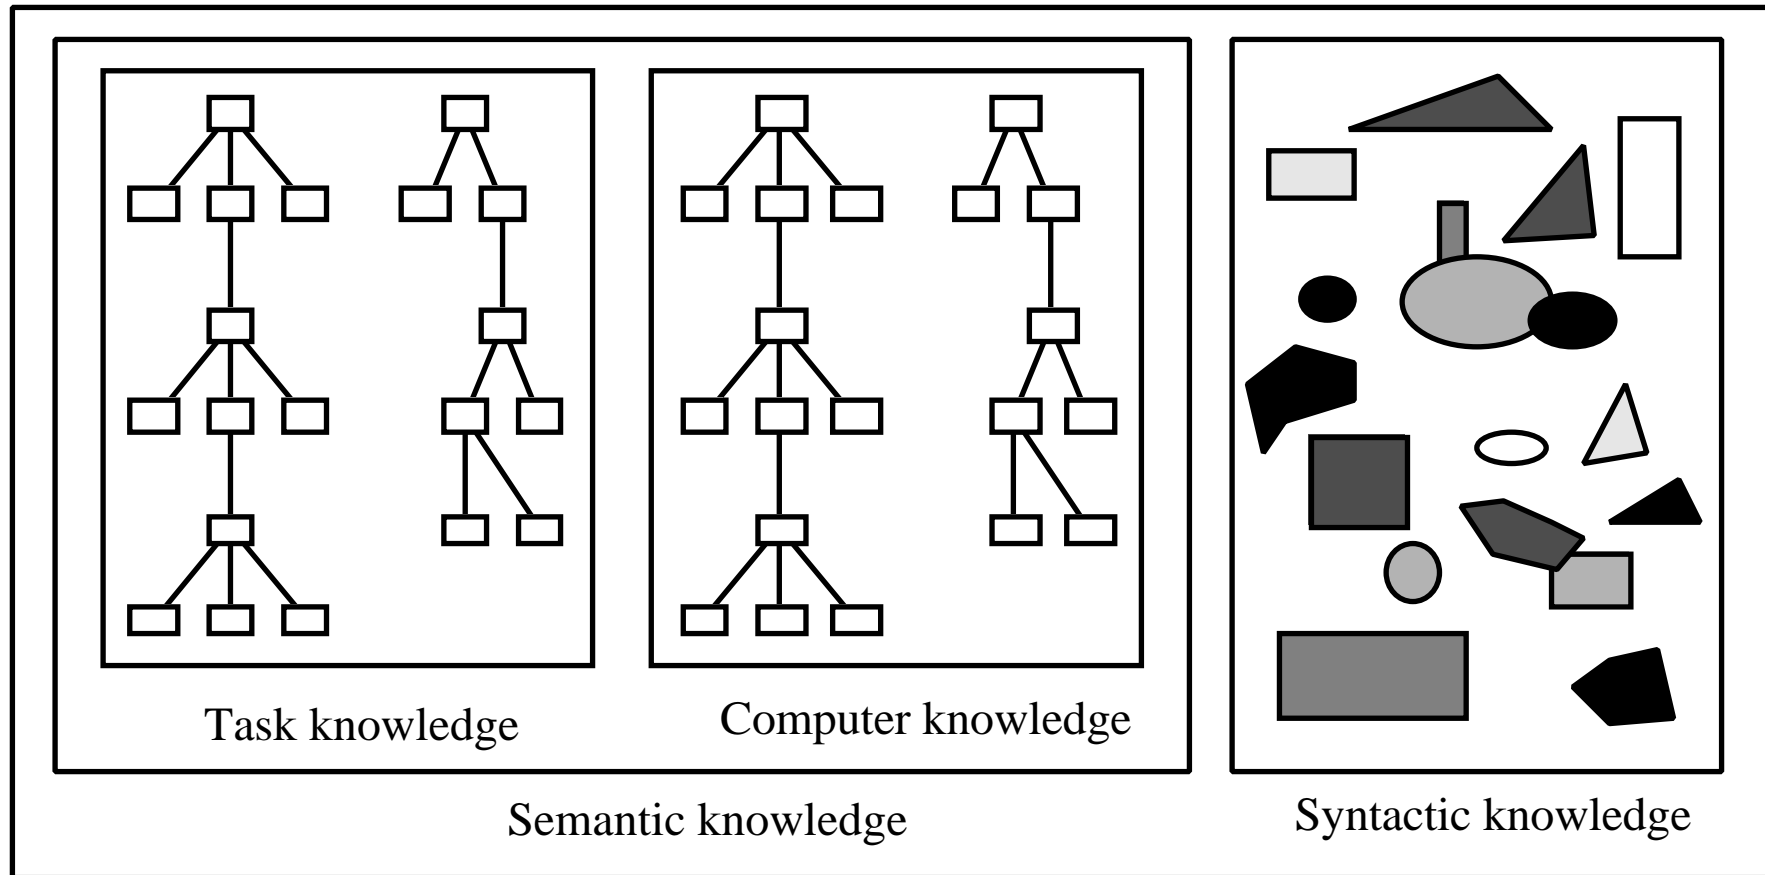 Task knowledge
Computer knowledge
Semantic knowledge
Syntactic knowledge